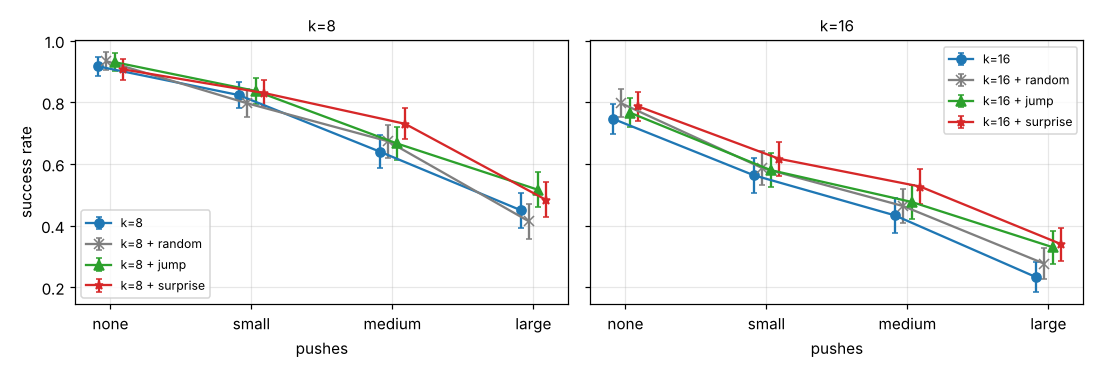 k=8
1.0
0.8
0.6
0.4
0.2
success rate
k=8
k=8 + random
k=8 + jump
k=8 + surprise
none
small
medium
large
pushes
k=16
k=16
k=16 + random
k=16 + jump
k=16 + surprise
none
small
medium
large
pushes